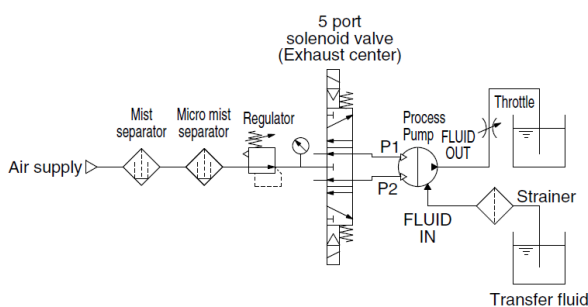 5 port
solenoid valve
(Exhaust center)
Mist
separator
Micro mist
separator
Regulator
Process
Pump
Throttle
P1
FLUID
OUT
Air supply
P2
FLUID
IN
Strainer
Transfer fluid